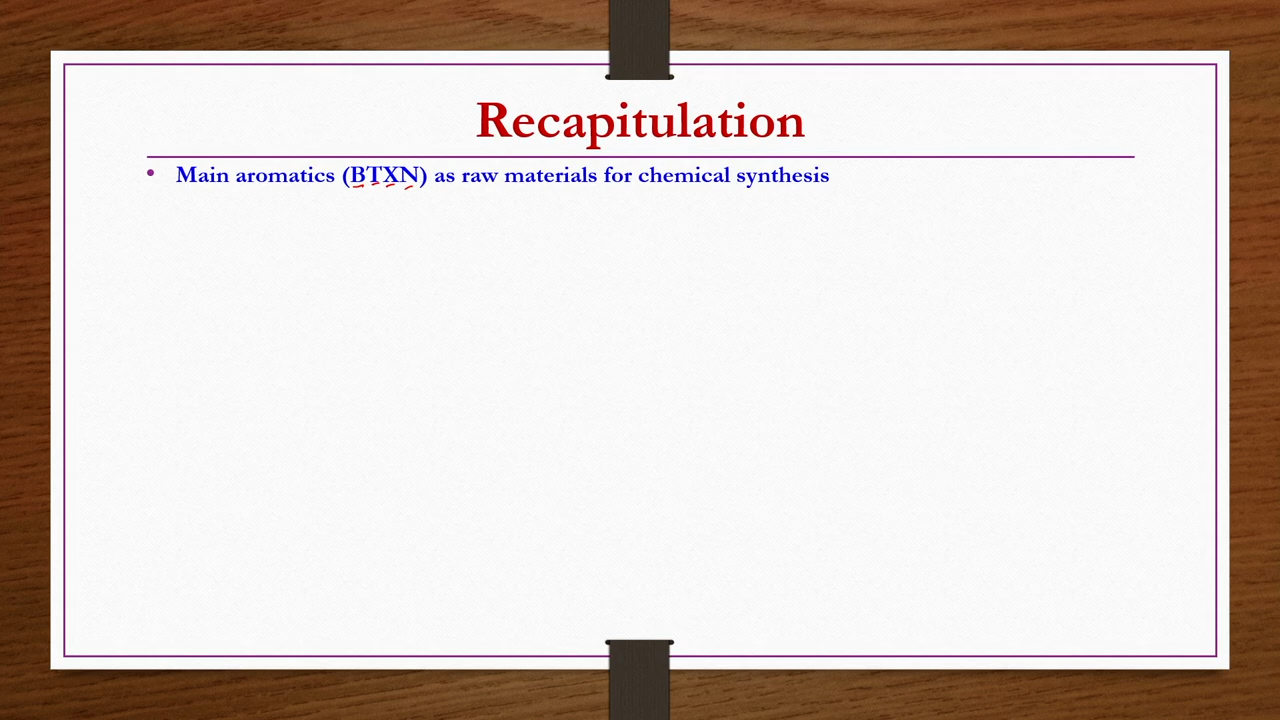 Recapitulation
• Main aromatics (BTXN) as raw materials for chemical synthesis